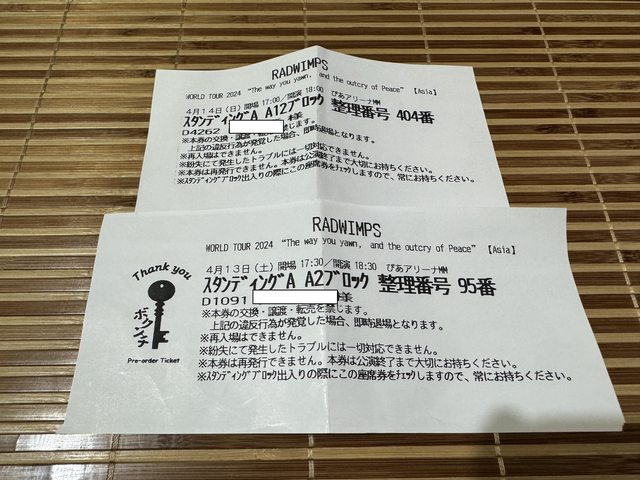 RADWIMPS
WORLD TOUR 2024 "The way you yawn, and the outcry of Peace" 【Asia】
4月14日(日) 開場 17:00/開演 18:00 ぴあアリーナMM
スタンディングA A12ブロック 整理番号 404番
D4262 様
※本券の交換・譲渡・転売を禁じます。
上記の違反行為が発覚した場合、即時退場となります。
※再入場はできません。
※紛失にて発生したトラブルには一切対応できません。
※本券は再発行できません。本券は公演終了まで大切にお持ちください。
※スタンディングブロック出入りの際にこの座席券をチェックしますので、常にお持ちください。
RADWIMPS
WORLD TOUR 2024 "The way you yawn, and the outcry of Peace" 【Asia】
4月13日(土) 開場 17:30/開演 18:30 ぴあアリーナMM
スタンディングA A2ブロック 整理番号 95番
D1091 様
※本券の交換・譲渡・転売を禁じます。
上記の違反行為が発覚した場合、即時退場となります。
※再入場はできません。
※紛失にて発生したトラブルには一切対応できません。
※本券は再発行できません。本券は公演終了まで大切にお持ちください。
※スタンディングブロック出入りの際にこの座席券をチェックしますので、常にお持ちください。
Thank you
ボクンチ
Pre-order Ticket